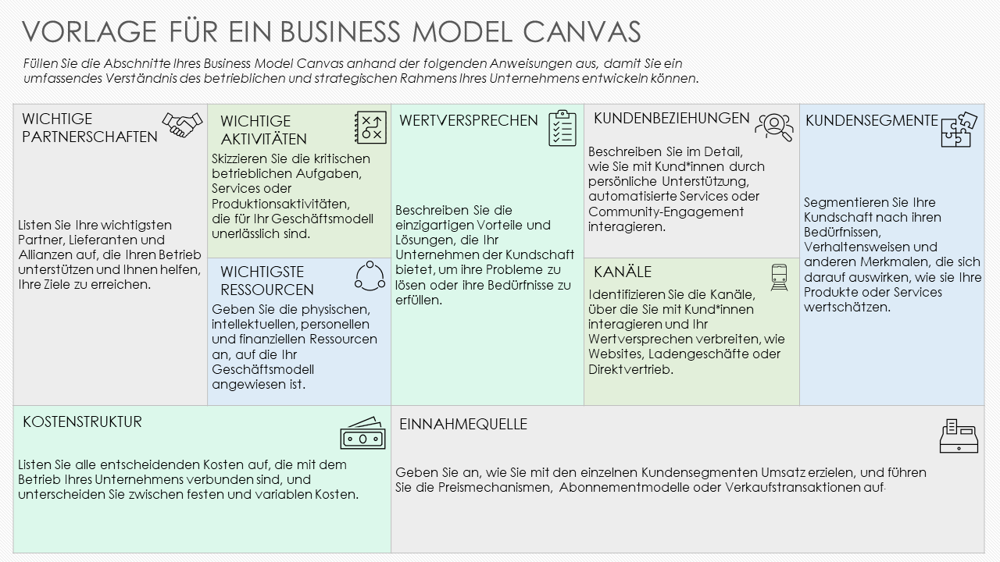 VORLAGE FÜR EIN BUSINESS MODEL CANVAS
Füllen Sie die Abschnitte Ihres Business Model Canvas anhand der folgenden Anweisungen aus, damit Sie ein
umfassendes Verständnis des betrieblichen und strategischen Rahmens Ihres Unternehmens entwickeln können.
WICHTIGE
PARTNERSCHAFTEN
Listen Sie Ihre wichtigsten
Partner, Lieferanten und
Allianzen auf, die Ihren Betrieb
unterstützen und Ihnen helfen,
Ihre Ziele zu erreichen.
WICHTIGE
AKTIVITÄTEN
Skizzieren Sie die kritischen
betrieblichen Aufgaben,
Services oder
Produktionsaktivitäten,
die für Ihr Geschäftsmodell
unerlässlich sind.
WICHTIGSTE
RESSOURCEN
Geben Sie die physischen,
intellektuellen, personellen
und finanziellen Ressourcen
an, auf die Ihr
Geschäftsmodell
angewiesen ist.
WERTVERSPRECHEN
Beschreiben Sie die
einzigartigen Vorteile und
Lösungen, die Ihr
Unternehmen der Kundschaft
bietet, um ihre Probleme zu
lösen oder ihre Bedürfnisse zu
erfüllen.
KUNDENBEZIEHUNGEN
Beschreiben Sie im Detail,
wie Sie mit Kund*innen durch
persönliche Unterstützung,
automatisierte Services oder
Community-Engagement
interagieren.
KANÄLE
Identifizieren Sie die Kanäle,
über die Sie mit Kund*innen
interagieren und Ihr
Wertversprechen verbreiten, wie
Websites, Ladengeschäfte oder
Direktvertrieb.
KUNDENSEGMENTE
Segmentieren Sie Ihre
Kundschaft nach ihren
Bedürfnissen,
Verhaltensweisen und
anderen Merkmalen, die sich
darauf auswirken, wie sie Ihre
Produkte oder Services
wertschätzen.
KOSTENSTRUKTUR
Listen Sie alle entscheidenden Kosten auf, die mit dem
Betrieb Ihres Unternehmens verbunden sind, und
unterscheiden Sie zwischen festen und variablen Kosten.
EINNAHMEQUELLE
Geben Sie an, wie Sie mit den einzelnen Kundensegmenten Umsatz erzielen, und führen
Sie die Preismechanismen, Abonnementmodelle oder Verkaufstransaktionen auf.